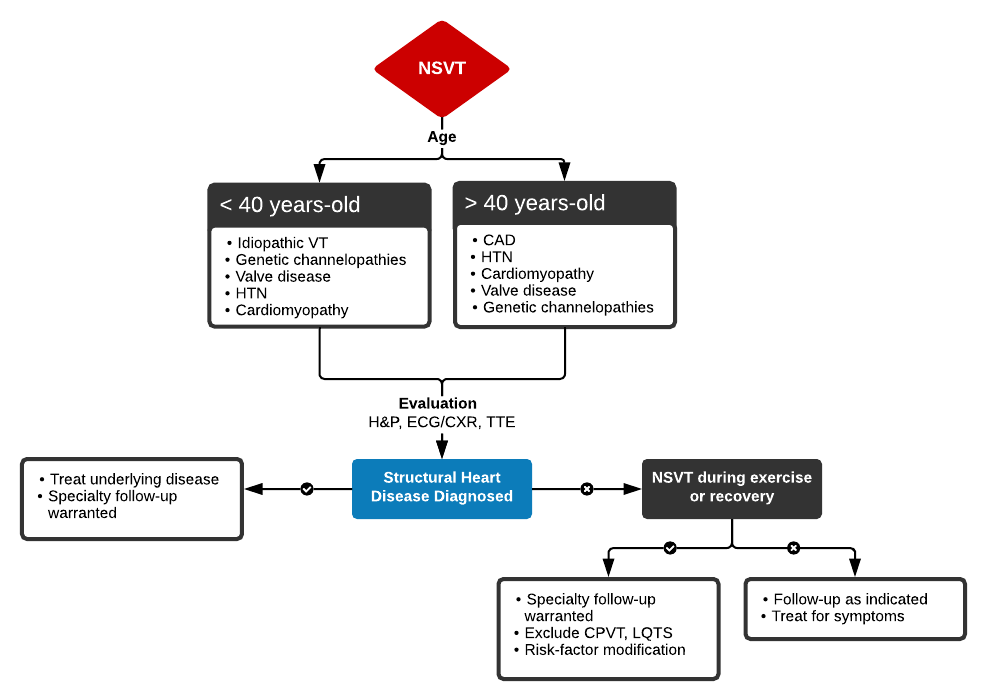 NSVT
Age
< 40 years-old
• Idiopathic VT
• Genetic channelopathies
• Valve disease
• HTN
• Cardiomyopathy
> 40 years-old
• CAD
• HTN
• Cardiomyopathy
• Valve disease
• Genetic channelopathies
Evaluation
H&P, ECG/CXR, TTE
• Treat underlying disease
• Specialty follow-up
warranted
Structural Heart
Disease Diagnosed
NSVT during exercise
or recovery
• Specialty follow-up
warranted
• Exclude CPVT, LQTS
• Risk-factor modification
• Follow-up as indicated
• Treat for symptoms